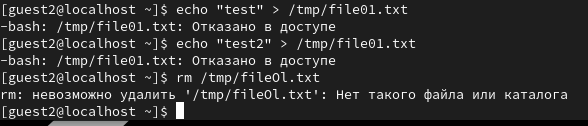 [guest2@localhost ~]$ echo "test" > /tmp/file01.txt
-bash: /tmp/file01.txt: Отказано в доступе
[guest2@localhost ~]$ echo "test2" > /tmp/file01.txt
-bash: /tmp/file01.txt: Отказано в доступе
[guest2@localhost ~]$ rm /tmp/fileOl.txt
rm: невозможно удалить '/tmp/fileOl.txt': Нет такого файла или каталога
[guest2@localhost ~]$